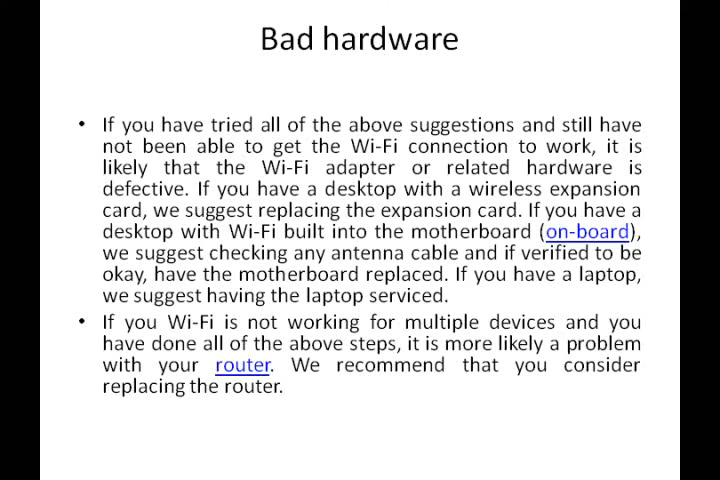 Bad hardware
• If you have tried all of the above suggestions and still have
not been able to get the Wi-Fi connection to work, it is
likely that the Wi-Fi adapter or related hardware is
defective. If you have a desktop with a wireless expansion
card, we suggest replacing the expansion card. If you have a
desktop with Wi-Fi built into the motherboard (on-board),
we suggest checking any antenna cable and if verified to be
okay, have the motherboard replaced. If you have a laptop,
we suggest having the laptop serviced.
• If you Wi-Fi is not working for multiple devices and you
have done all of the above steps, it is more likely a problem
with your router. We recommend that you consider
replacing the router.